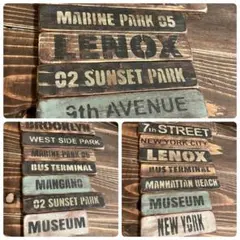 MARINE PARK 05
LENOX
02 SUNSET PARK
9th AVENUE
BROOKLYN
WEST SIDE PARK
MARINE PARK 05
BUS TERMINAL
MANGANO
02 SUNSET PARK
MUSEUM
7th STREET
NEW YORK CITY
LENOX
BUS TERMINAL
MANHATTAN BEACH
MUSEUM
NEW YORK